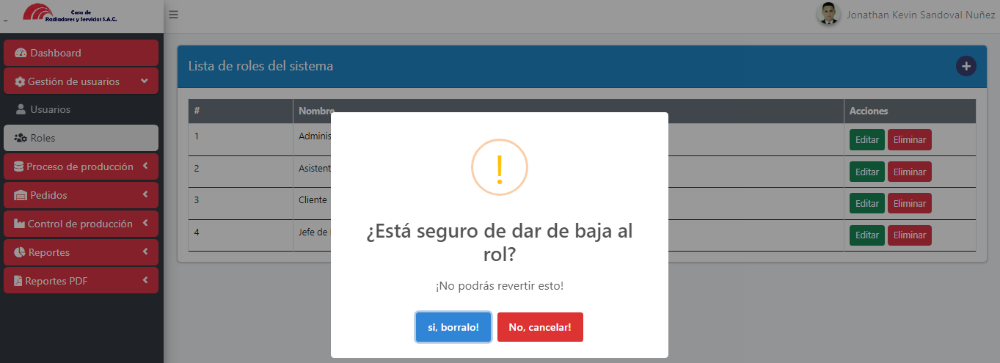 Casa de
Radiadores y Servicios S.A.C.
Jonathan Kevin Sandoval Nuñez
Dashboard
Gestión de usuarios
Usuarios
Roles
Proceso de producción
Pedidos
Control de producción
Reportes
Reportes PDF
Lista de roles del sistema
# Nombre Acciones
1 Adminis Editar Eliminar
2 Asistent Editar Eliminar
3 Cliente Editar Eliminar
4 Jefe de Editar Eliminar
¿Está seguro de dar de baja al
rol?
¡No podrás revertir esto!
si, borralo! No, cancelar!